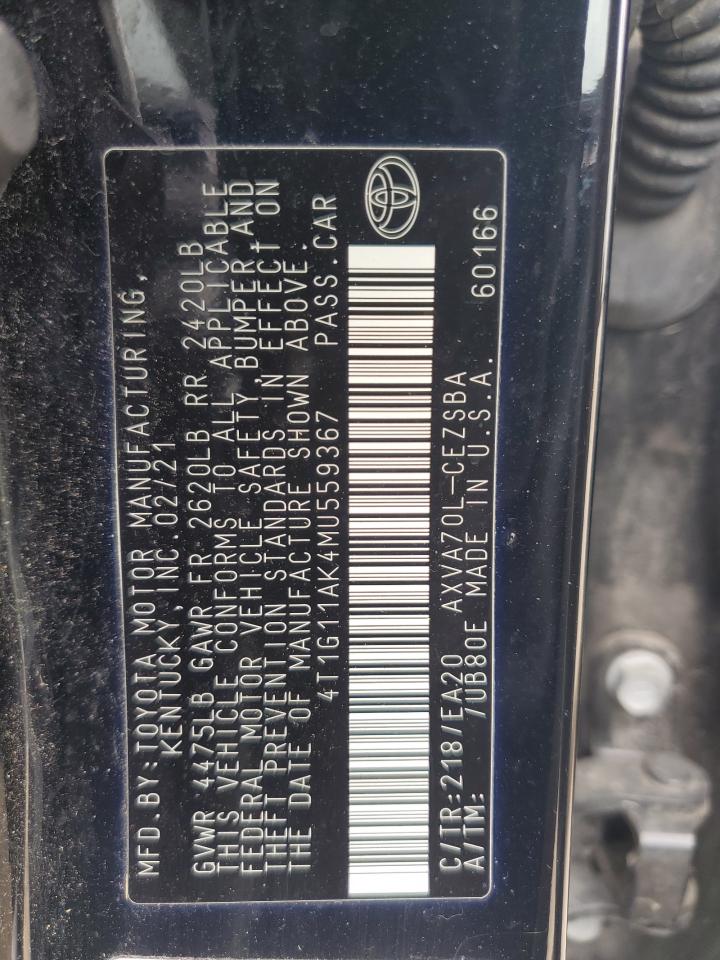 MFD.BY:TOYOTA MOTOR MANUFACTURING,
KENTUCKY, INC.02/21
GVWR 4475LB GAWR FR 2620LB RR 2420LB
THIS VEHICLE CONFORMS TO ALL APPLICABLE
FEDERAL MOTOR VEHICLE SAFETY,BUMPER AND
THEFT PREVENTION STANDARDS IN EFFECT ON
THE DATE OF MANUFACTURE SHOWN ABOVE.
4T1G11AK4MU559367 PASS.CAR
C/TR:218/EA20 AXVA70L-CEZSBA
A/TM: /UB80E MADE IN U.S.A. 60166